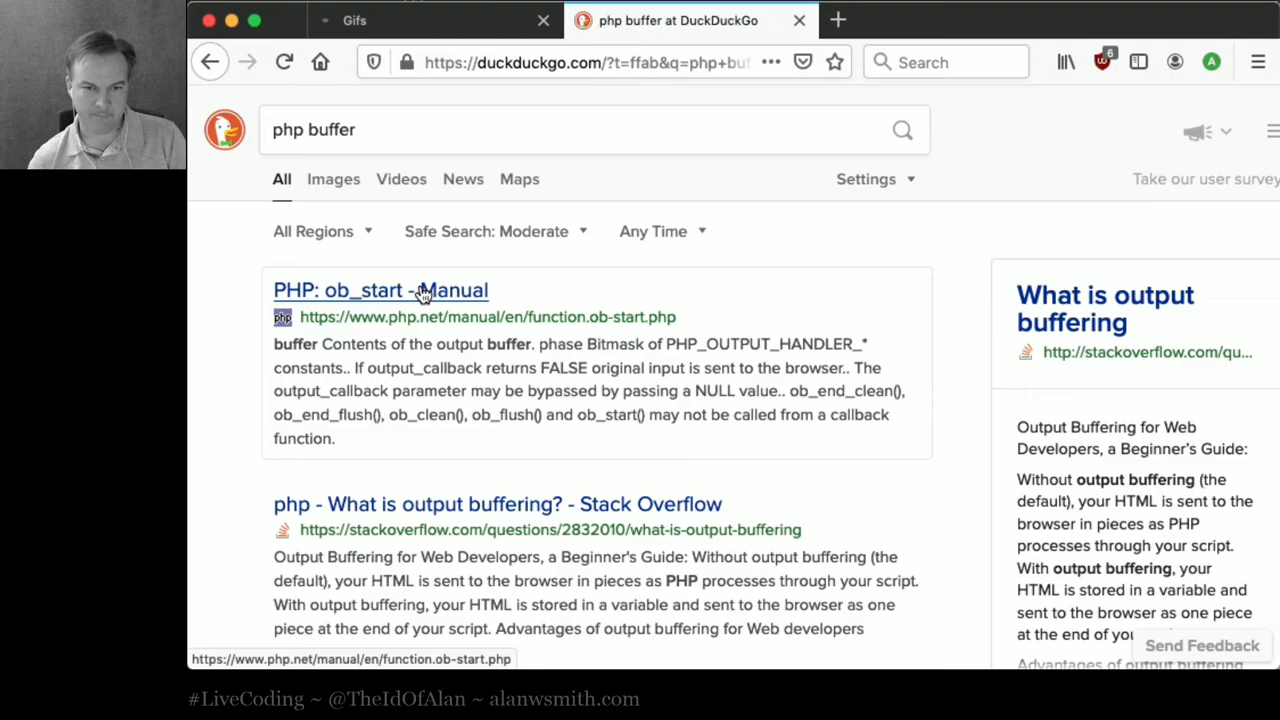 Gifs
php buffer at DuckDuckGo
https://duckduckgo.com/?t=ffab&q=php+buf
Search
6
A
php buffer
All Images Videos News Maps
Settings
Take our user survey
All Regions
Safe Search: Moderate
Any Time
PHP: ob_start - Manual
php https://www.php.net/manual/en/function.ob-start.php
buffer Contents of the output buffer. phase Bitmask of PHP_OUTPUT_HANDLER_*
constants.. If output_callback returns FALSE original input is sent to the browser.. The
output_callback parameter may be bypassed by passing a NULL value.. ob_end_clean(),
ob_end_flush(), ob_clean(), ob_flush() and ob_start() may not be called from a callback
function.
php - What is output buffering? - Stack Overflow
https://stackoverflow.com/questions/2832010/what-is-output-buffering
Output Buffering for Web Developers, a Beginner's Guide: Without output buffering (the
default), your HTML is sent to the browser in pieces as PHP processes through your script.
With output buffering, your HTML is stored in a variable and sent to the browser as one
piece at the end of your script. Advantages of output buffering for Web developers
What is output
buffering
http://stackoverflow.com/qu...
Output Buffering for Web
Developers, a Beginner's Guide:
Without output buffering (the
default), your HTML is sent to the
browser in pieces as PHP
processes through your script.
With output buffering, your
HTML is stored in a variable and
sent to the browser as one piece
at the end of you
Advantages of output buffering
Send Feedback
https://www.php.net/manual/en/function.ob-start.php
#LiveCoding ~ @TheIdOfAlan ~ alanwsmith.com